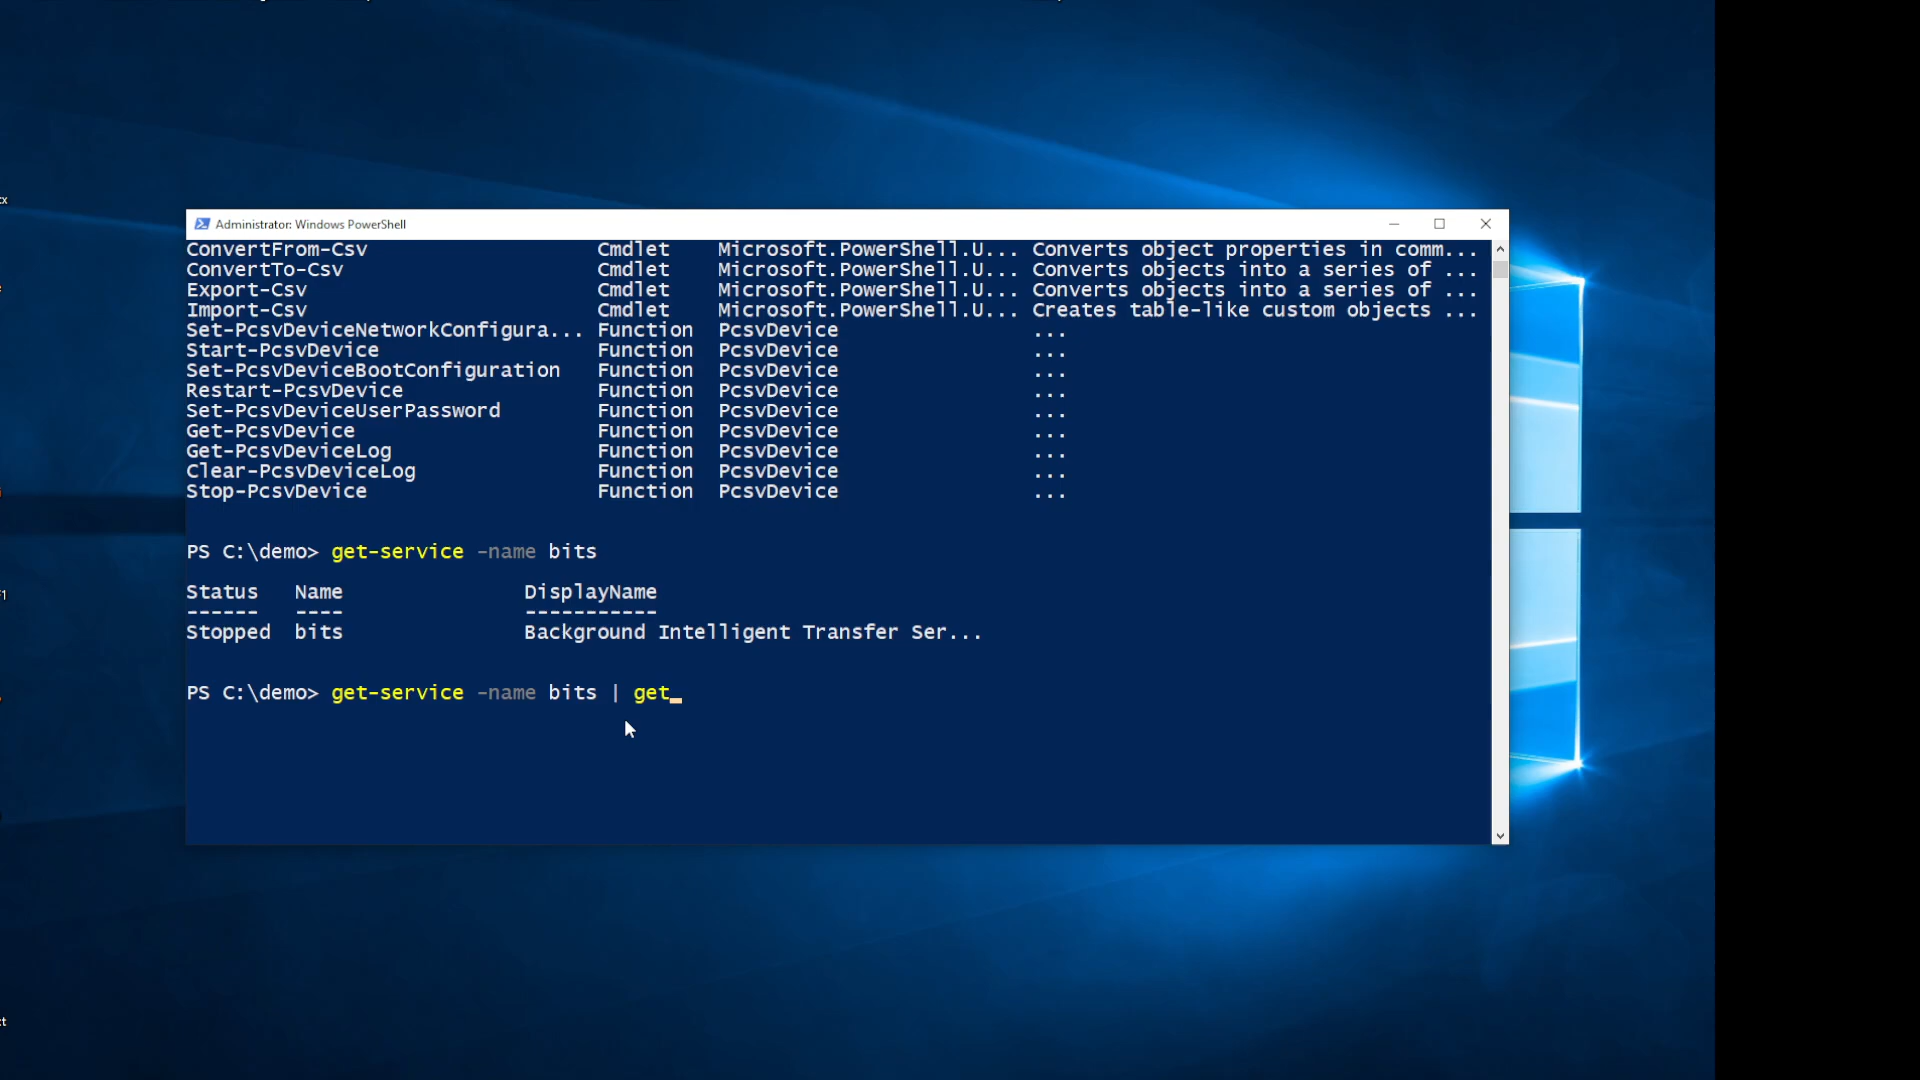 Administrator: Windows PowerShell
ConvertFrom-Csv Cmdlet Microsoft.PowerShell.U... Converts object properties in comm...
ConvertTo-Csv Cmdlet Microsoft.PowerShell.U... Converts objects into a series of ...
Export-Csv Cmdlet Microsoft.PowerShell.U... Converts objects into a series of ...
Import-Csv Cmdlet Microsoft.PowerShell.U... Creates table-like custom objects ...
Set-PcsvDeviceNetworkConfigura... Function PcsvDevice ...
Start-PcsvDevice Function PcsvDevice ...
Set-PcsvDeviceBootConfiguration Function PcsvDevice ...
Restart-PcsvDevice Function PcsvDevice ...
Set-PcsvDeviceUserPassword Function PcsvDevice ...
Get-PcsvDevice Function PcsvDevice ...
Get-PcsvDeviceLog Function PcsvDevice ...
Clear-PcsvDeviceLog Function PcsvDevice ...
Stop-PcsvDevice Function PcsvDevice ...
PS C:\demo> get-service -name bits
Status Name DisplayName
------ ---- -----------
Stopped bits Background Intelligent Transfer Ser...
PS C:\demo> get-service -name bits | get_